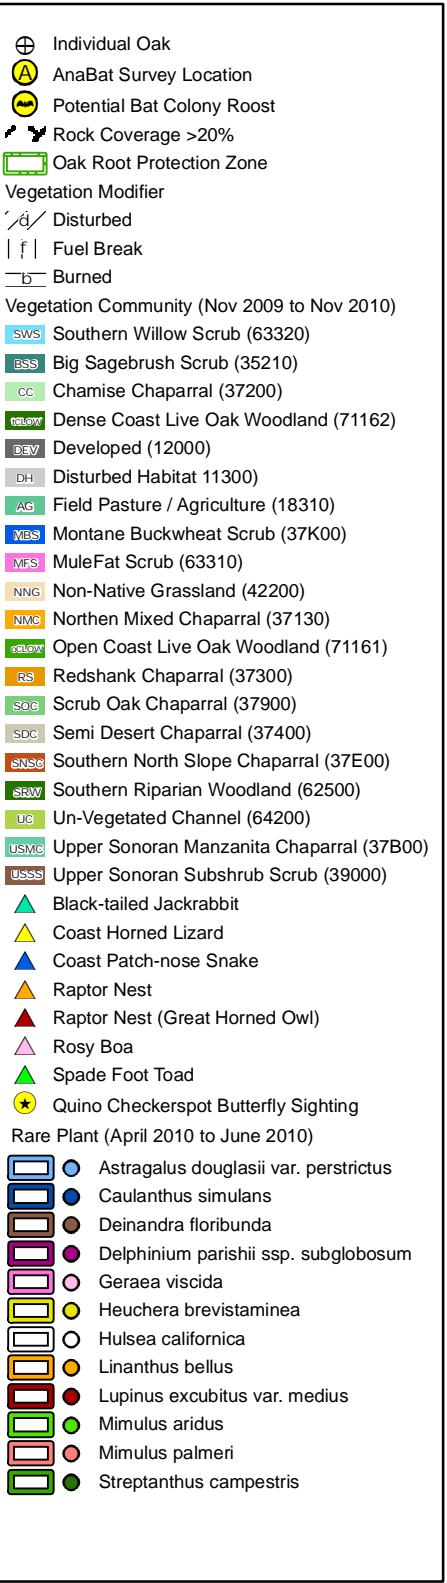 Individual Oak
A AnaBat Survey Location
Potential Bat Colony Roost
Rock Coverage >20%
Oak Root Protection Zone
Vegetation Modifier
d Disturbed
f Fuel Break
b Burned
Vegetation Community (Nov 2009 to Nov 2010)
SWS Southern Willow Scrub (63320)
BSS Big Sagebrush Scrub (35210)
CC Chamise Chaparral (37200)
Dense Coast Live Oak Woodland (71162)
DEV Developed (12000)
DH Disturbed Habitat 11300)
AG Field Pasture / Agriculture (18310)
MBS Montane Buckwheat Scrub (37K00)
MFS MuleFat Scrub (63310)
NNG Non-Native Grassland (42200)
NMC Northen Mixed Chaparral (37130)
Open Coast Live Oak Woodland (71161)
RS Redshank Chaparral (37300)
SOC Scrub Oak Chaparral (37900)
SDC Semi Desert Chaparral (37400)
SNSC Southern North Slope Chaparral (37E00)
SRW Southern Riparian Woodland (62500)
UC Un-Vegetated Channel (64200)
USMC Upper Sonoran Manzanita Chaparral (37B00)
USSS Upper Sonoran Subshrub Scrub (39000)
Black-tailed Jackrabbit
Coast Horned Lizard
Coast Patch-nose Snake
Raptor Nest
Raptor Nest (Great Horned Owl)
Rosy Boa
Spade Foot Toad
Quino Checkerspot Butterfly Sighting
Rare Plant (April 2010 to June 2010)
Astragalus douglasii var. perstrictus
Caulanthus simulans
Deinandra floribunda
Delphinium parishii ssp. subglobosum
Geraea viscida
Heuchera brevistaminea
Hulsea californica
Linanthus bellus
Lupinus excubitus var. medius
Mimulus aridus
Mimulus palmeri
Streptanthus campestris